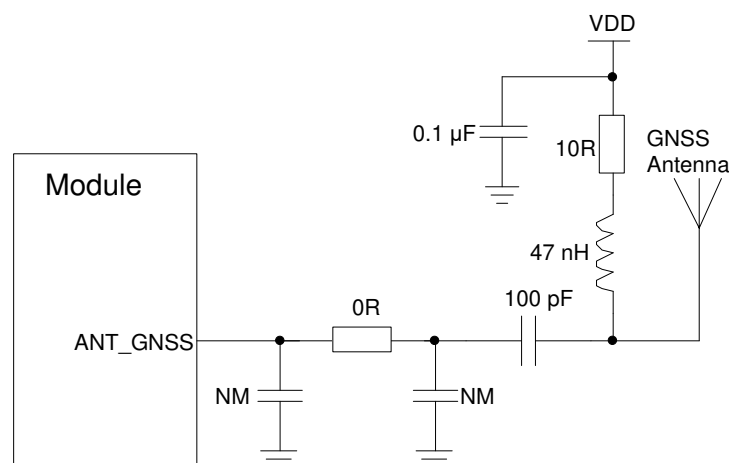 VDD
0.1 µF
10R
GNSS
Antenna
Module
47 nH
100 pF
0R
ANT_GNSS
NM
NM